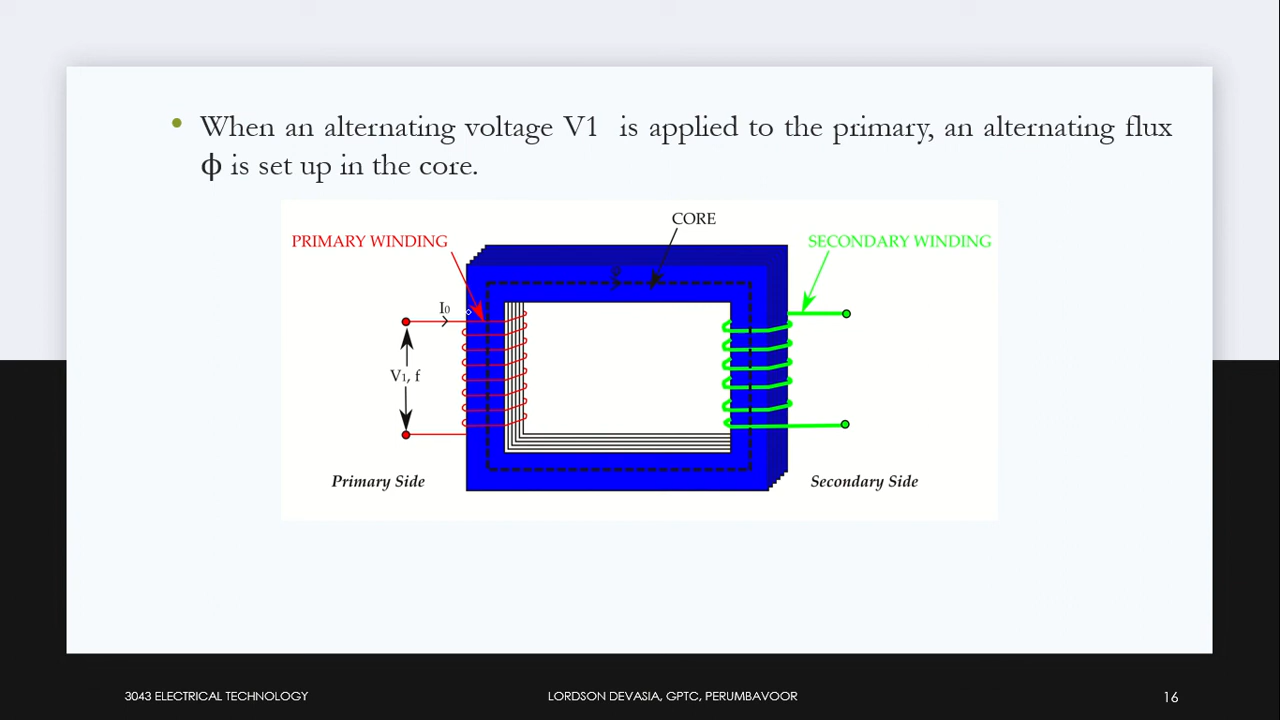 • When an alternating voltage V1 is applied to the primary, an alternating flux
ϕ is set up in the core.
CORE
PRIMARY WINDING
SECONDARY WINDING
I₀
V₁, f
Primary Side
Secondary Side
3043 ELECTRICAL TECHNOLOGY
LORDSON DEVASIA, GPTC, PERUMBAVOOR
16